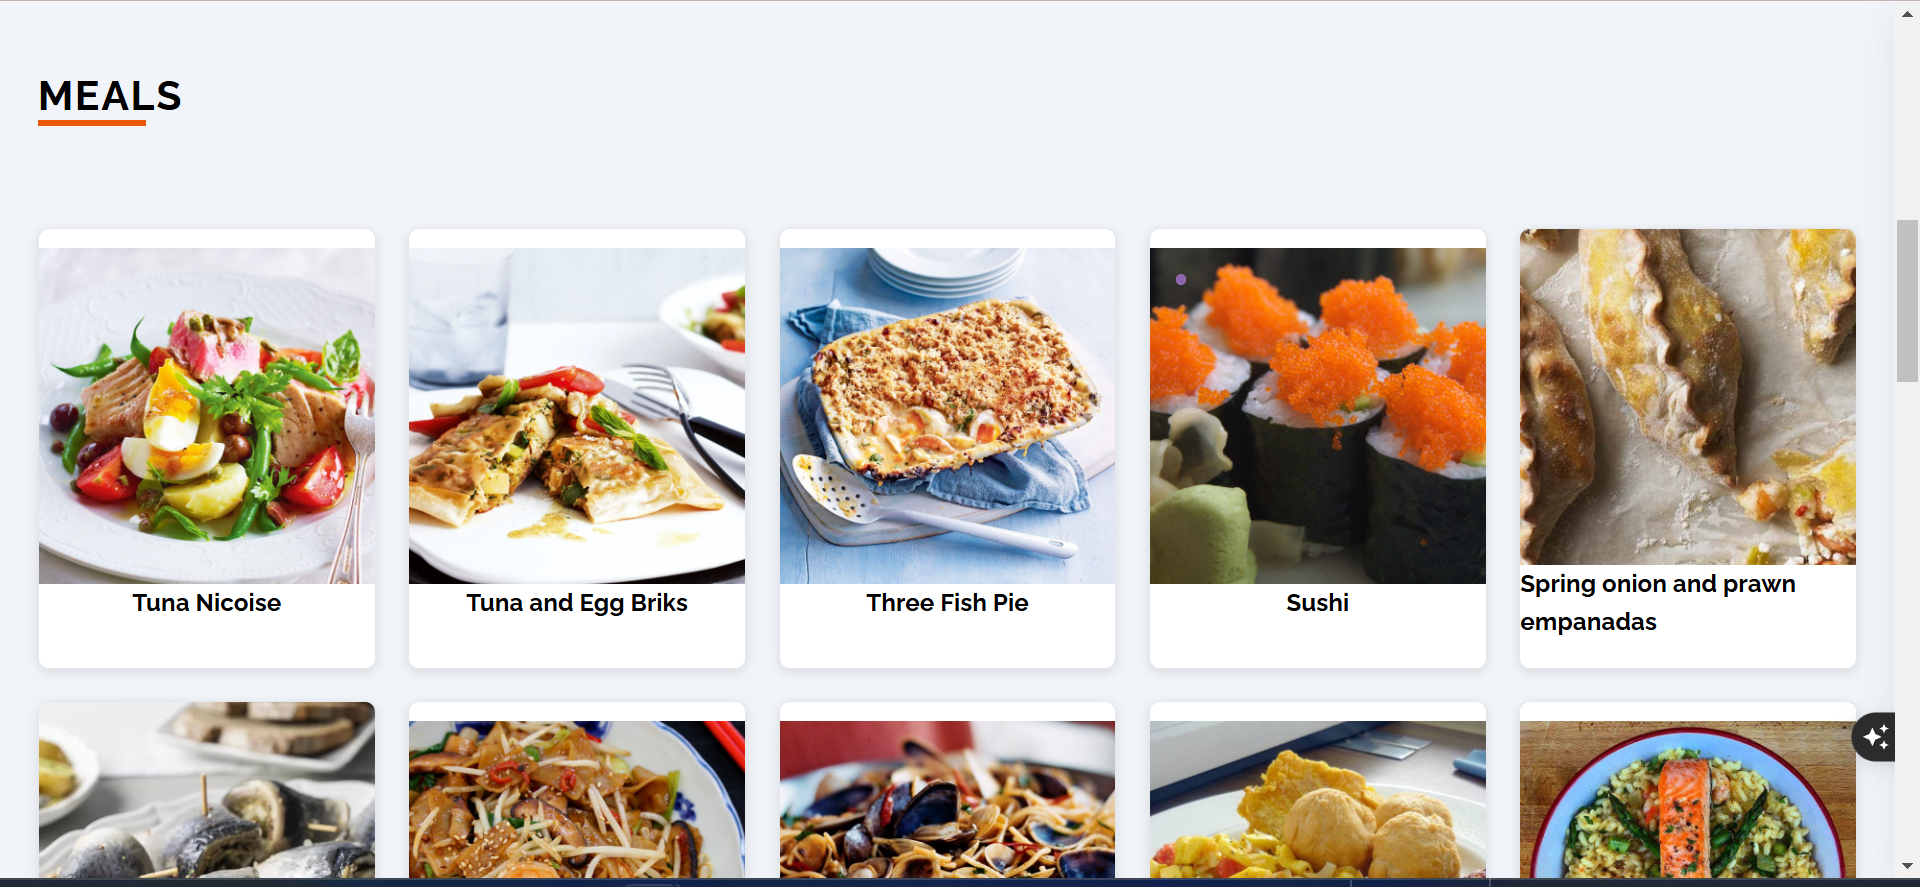 MEALS
Tuna Nicoise
Tuna and Egg Briks
Three Fish Pie
Sushi
Spring onion and prawn
empanadas